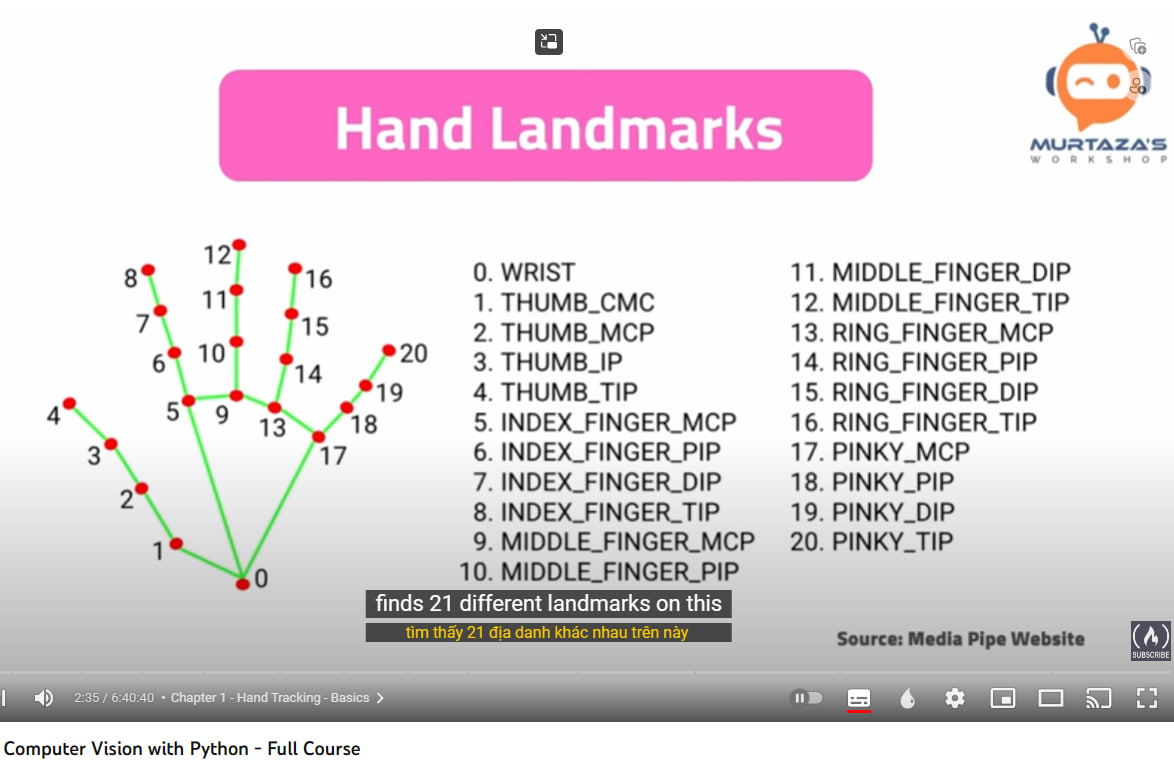 Hand Landmarks
MURTAZA'S
WORKSHOP
12
8
16
11
7
15
10
6
20
14
19
4
5
9
13
18
3
17
2
1
0
0. WRIST
1. THUMB_CMC
2. THUMB_MCP
3. THUMB_IP
4. THUMB_TIP
5. INDEX_FINGER_MCP
6. INDEX_FINGER_PIP
7. INDEX_FINGER_DIP
8. INDEX_FINGER_TIP
9. MIDDLE_FINGER_MCP
10. MIDDLE_FINGER_PIP
11. MIDDLE_FINGER_DIP
12. MIDDLE_FINGER_TIP
13. RING_FINGER_MCP
14. RING_FINGER_PIP
15. RING_FINGER_DIP
16. RING_FINGER_TIP
17. PINKY_MCP
18. PINKY_PIP
19. PINKY_DIP
20. PINKY_TIP
finds 21 different landmarks on this
tìm thấy 21 địa danh khác nhau trên này
Source: Media Pipe Website
SUBSCRIBE
2:35 / 6:40:40 • Chapter 1 - Hand Tracking - Basics
Computer Vision with Python - Full Course